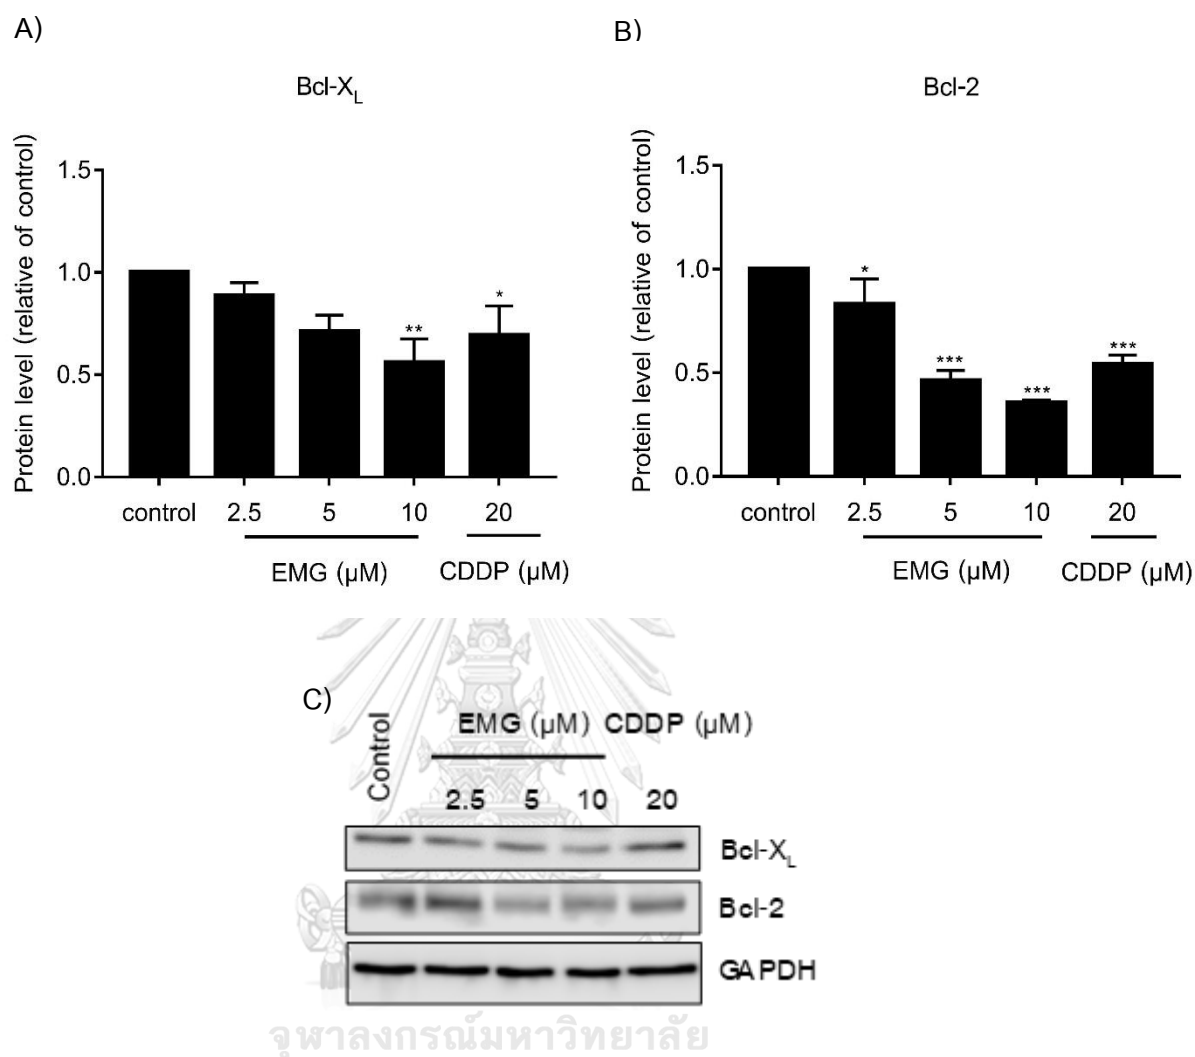 A)
B)
Bcl-XL
Bcl-2
Protein level (relative of control)
1.5
1.0
0.5
0.0
**
*
control 2.5 5 10 20
EMG (µM) CDDP (µM)
Protein level (relative of control)
1.5
1.0
0.5
0.0
*
***
***
***
control 2.5 5 10 20
EMG (µM) CDDP (µM)
C)
Control
EMG (µM) CDDP (µM)
2.5 5 10 20
Bcl-XL
Bcl-2
GAPDH
จุฬาลงกรณ์มหาวิทยาลัย